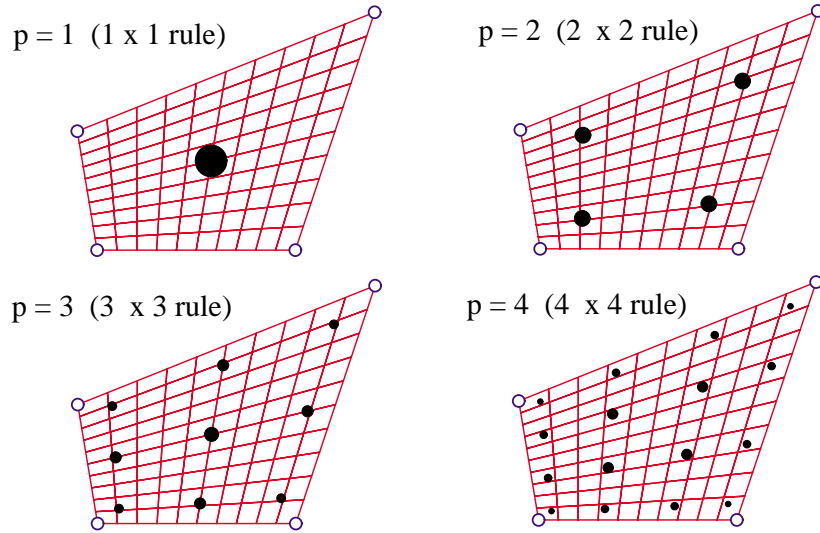 p = 1 (1 x 1 rule)
p = 2 (2 x 2 rule)
p = 3 (3 x 3 rule)
p = 4 (4 x 4 rule)